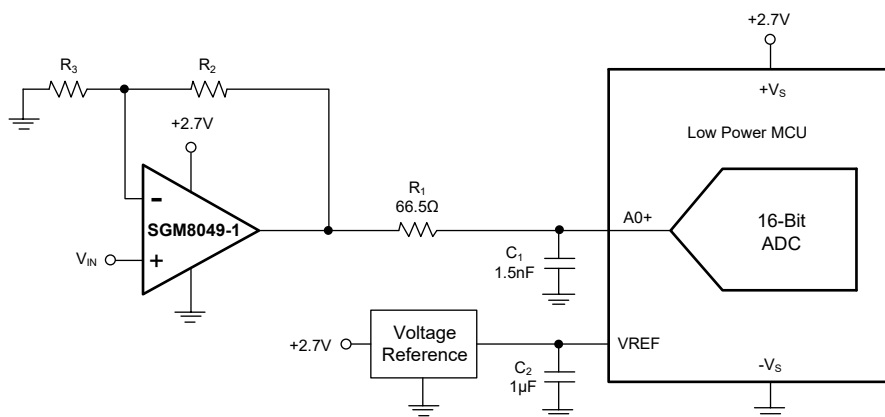 +2.7V
R3
R2
+VS
+2.7V
Low Power MCU
R1
66.5Ω
-
SGM8049-1
A0+
16-Bit
ADC
VIN
+
C1
1.5nF
+2.7V
Voltage
Reference
VREF
C2
1µF
-VS